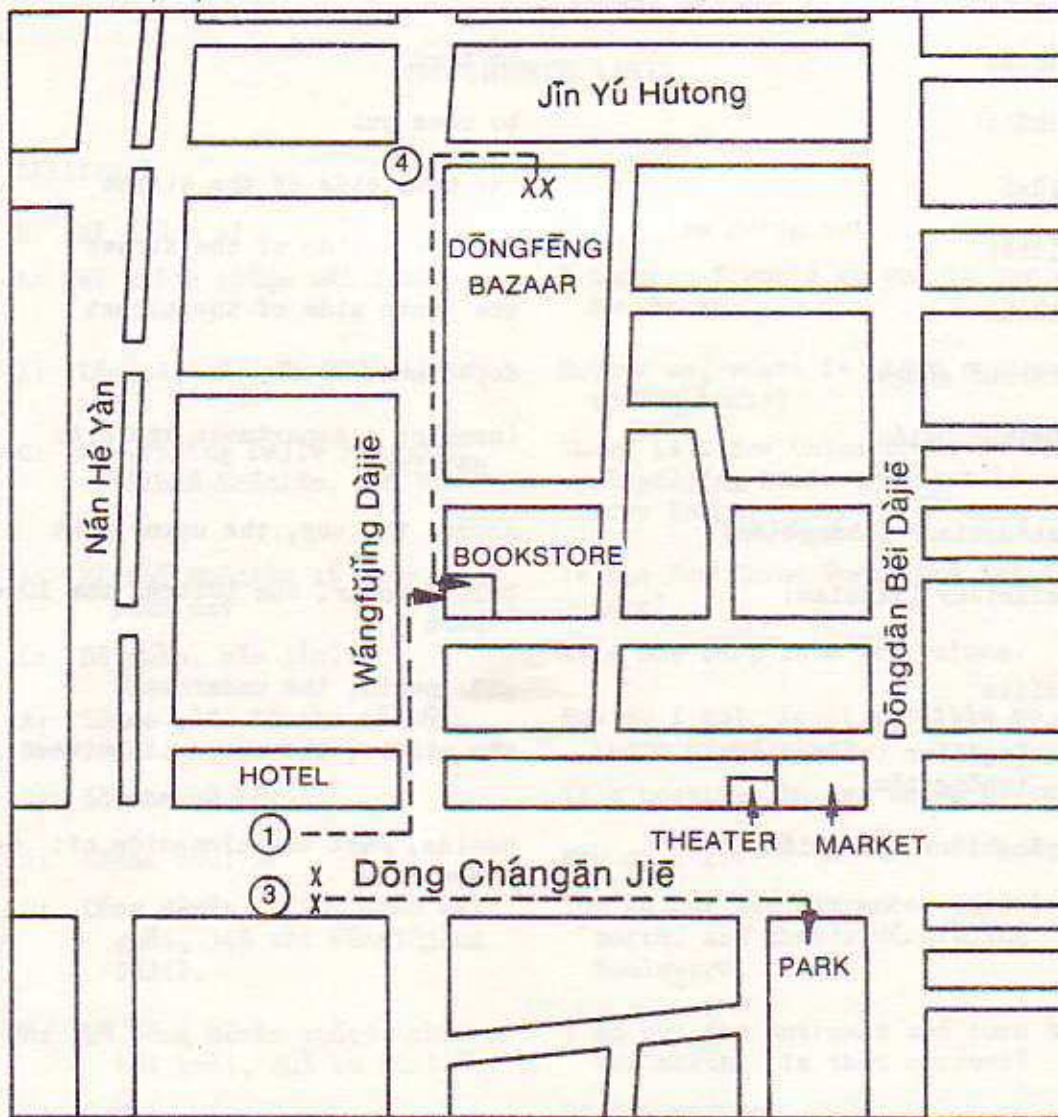 Jīn Yú Hútong
4
XX
DŌNGFĒNG
BAZAAR
Nán Hé Yàn
Wángfǔjǐng Dàjiē
BOOKSTORE
Dōngdān Běi Dàjiē
HOTEL
1
THEATER
MARKET
X
Dōng Chángān Jiē
3
X
PARK